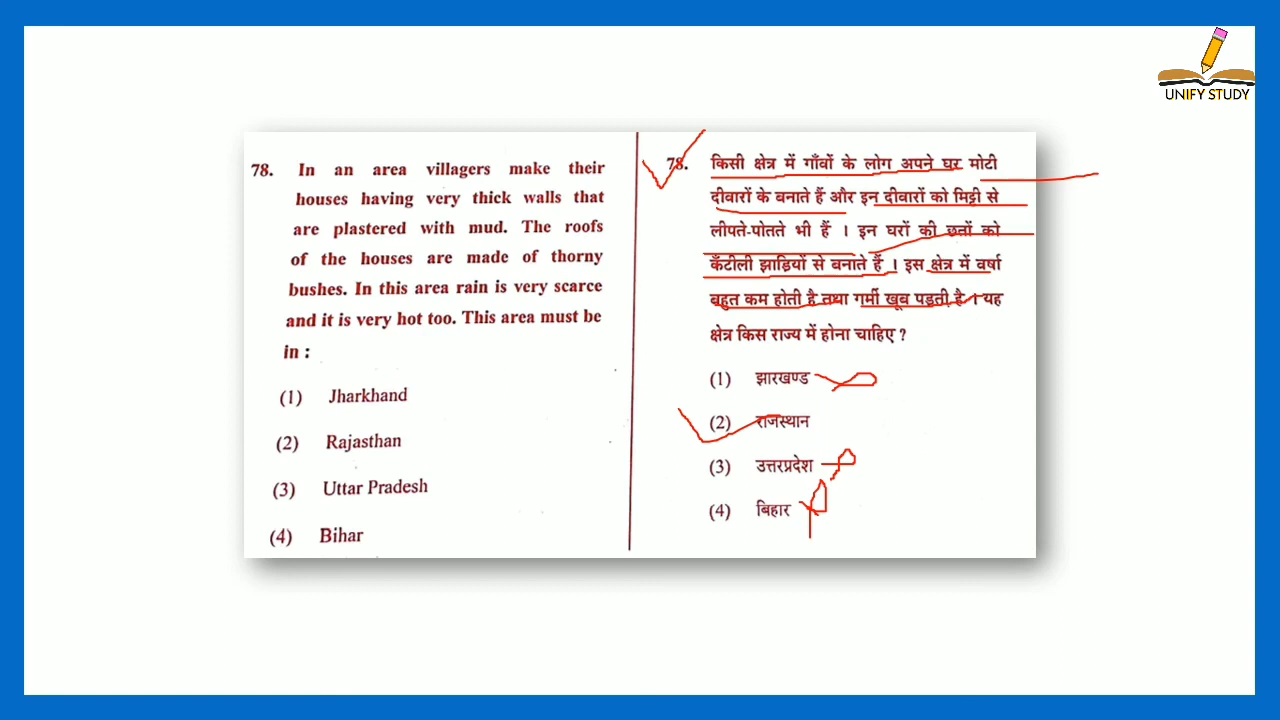 UNIFY STUDY
78. In an area villagers make their
houses having very thick walls that
are plastered with mud. The roofs
of the houses are made of thorny
bushes. In this area rain is very scarce
and it is very hot too. This area must be
in :
(1) Jharkhand
(2) Rajasthan
(3) Uttar Pradesh
(4) Bihar
78. किसी क्षेत्र में गाँवों के लोग अपने घर मोटी
दीवारों के बनाते हैं और इन दीवारों को मिट्टी से
लीपते-पोतते भी हैं । इन घरों की छतों को
कँटीली झाड़ियों से बनाते हैं । इस क्षेत्र में वर्षा
बहुत कम होती है तथा गर्मी खूब पड़ती है । यह
क्षेत्र किस राज्य में होना चाहिए ?
(1) झारखण्ड
(2) राजस्थान
(3) उत्तरप्रदेश
(4) बिहार